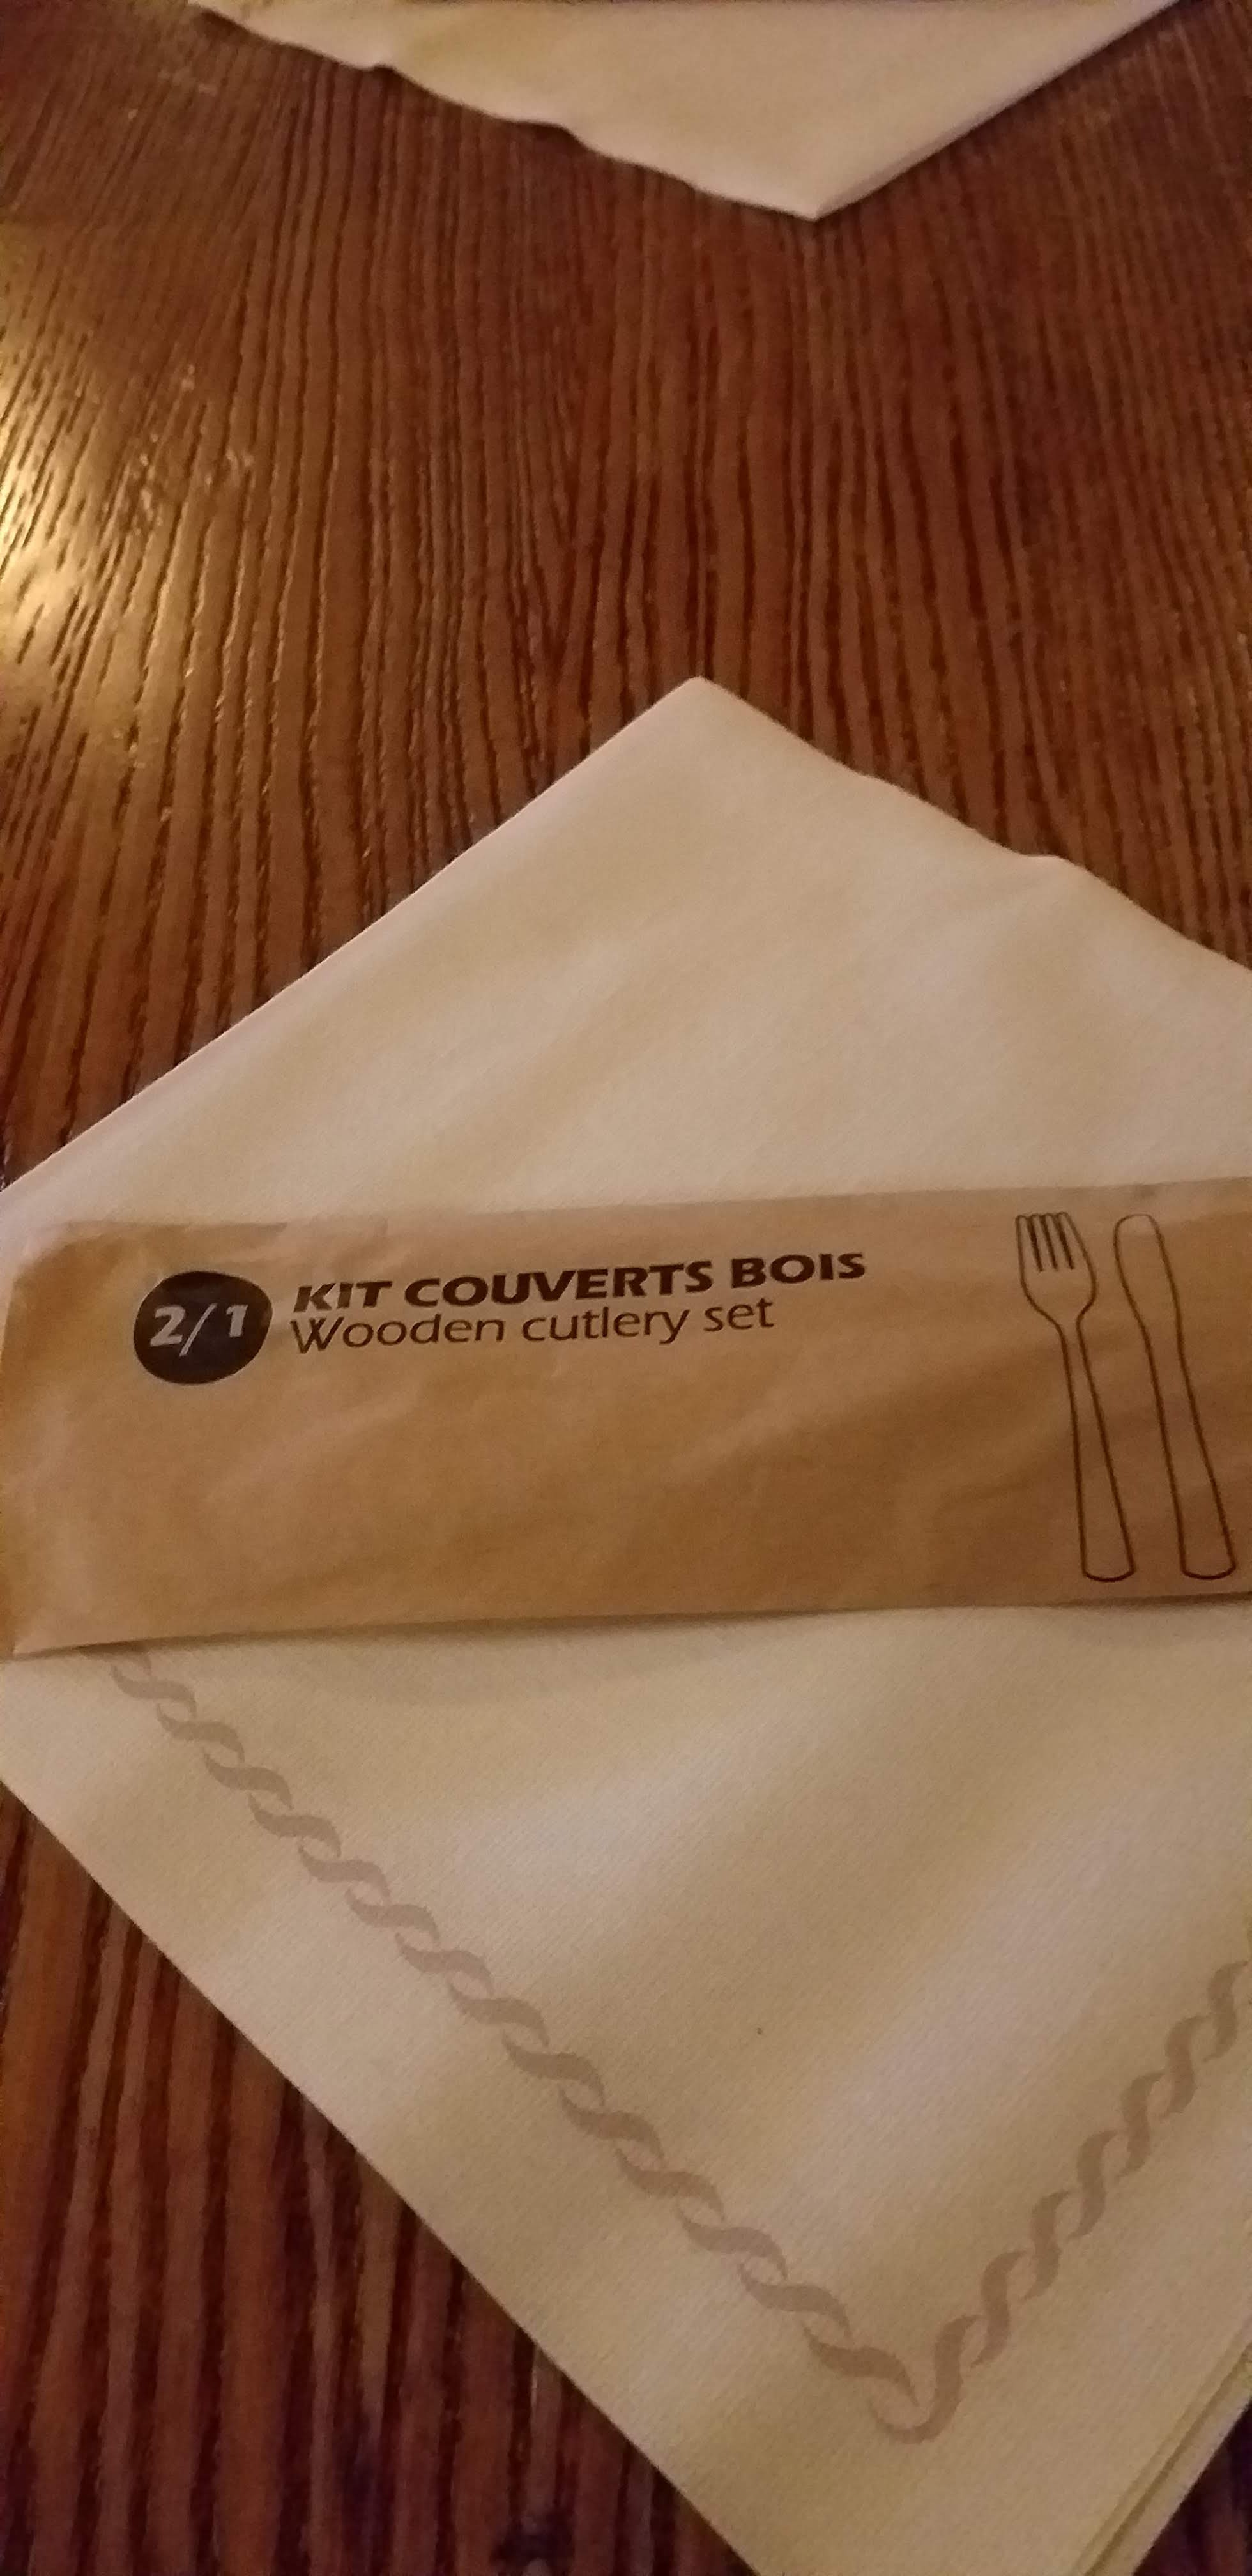 2/1
KIT COUVERTS BOIS
Wooden cutlery set